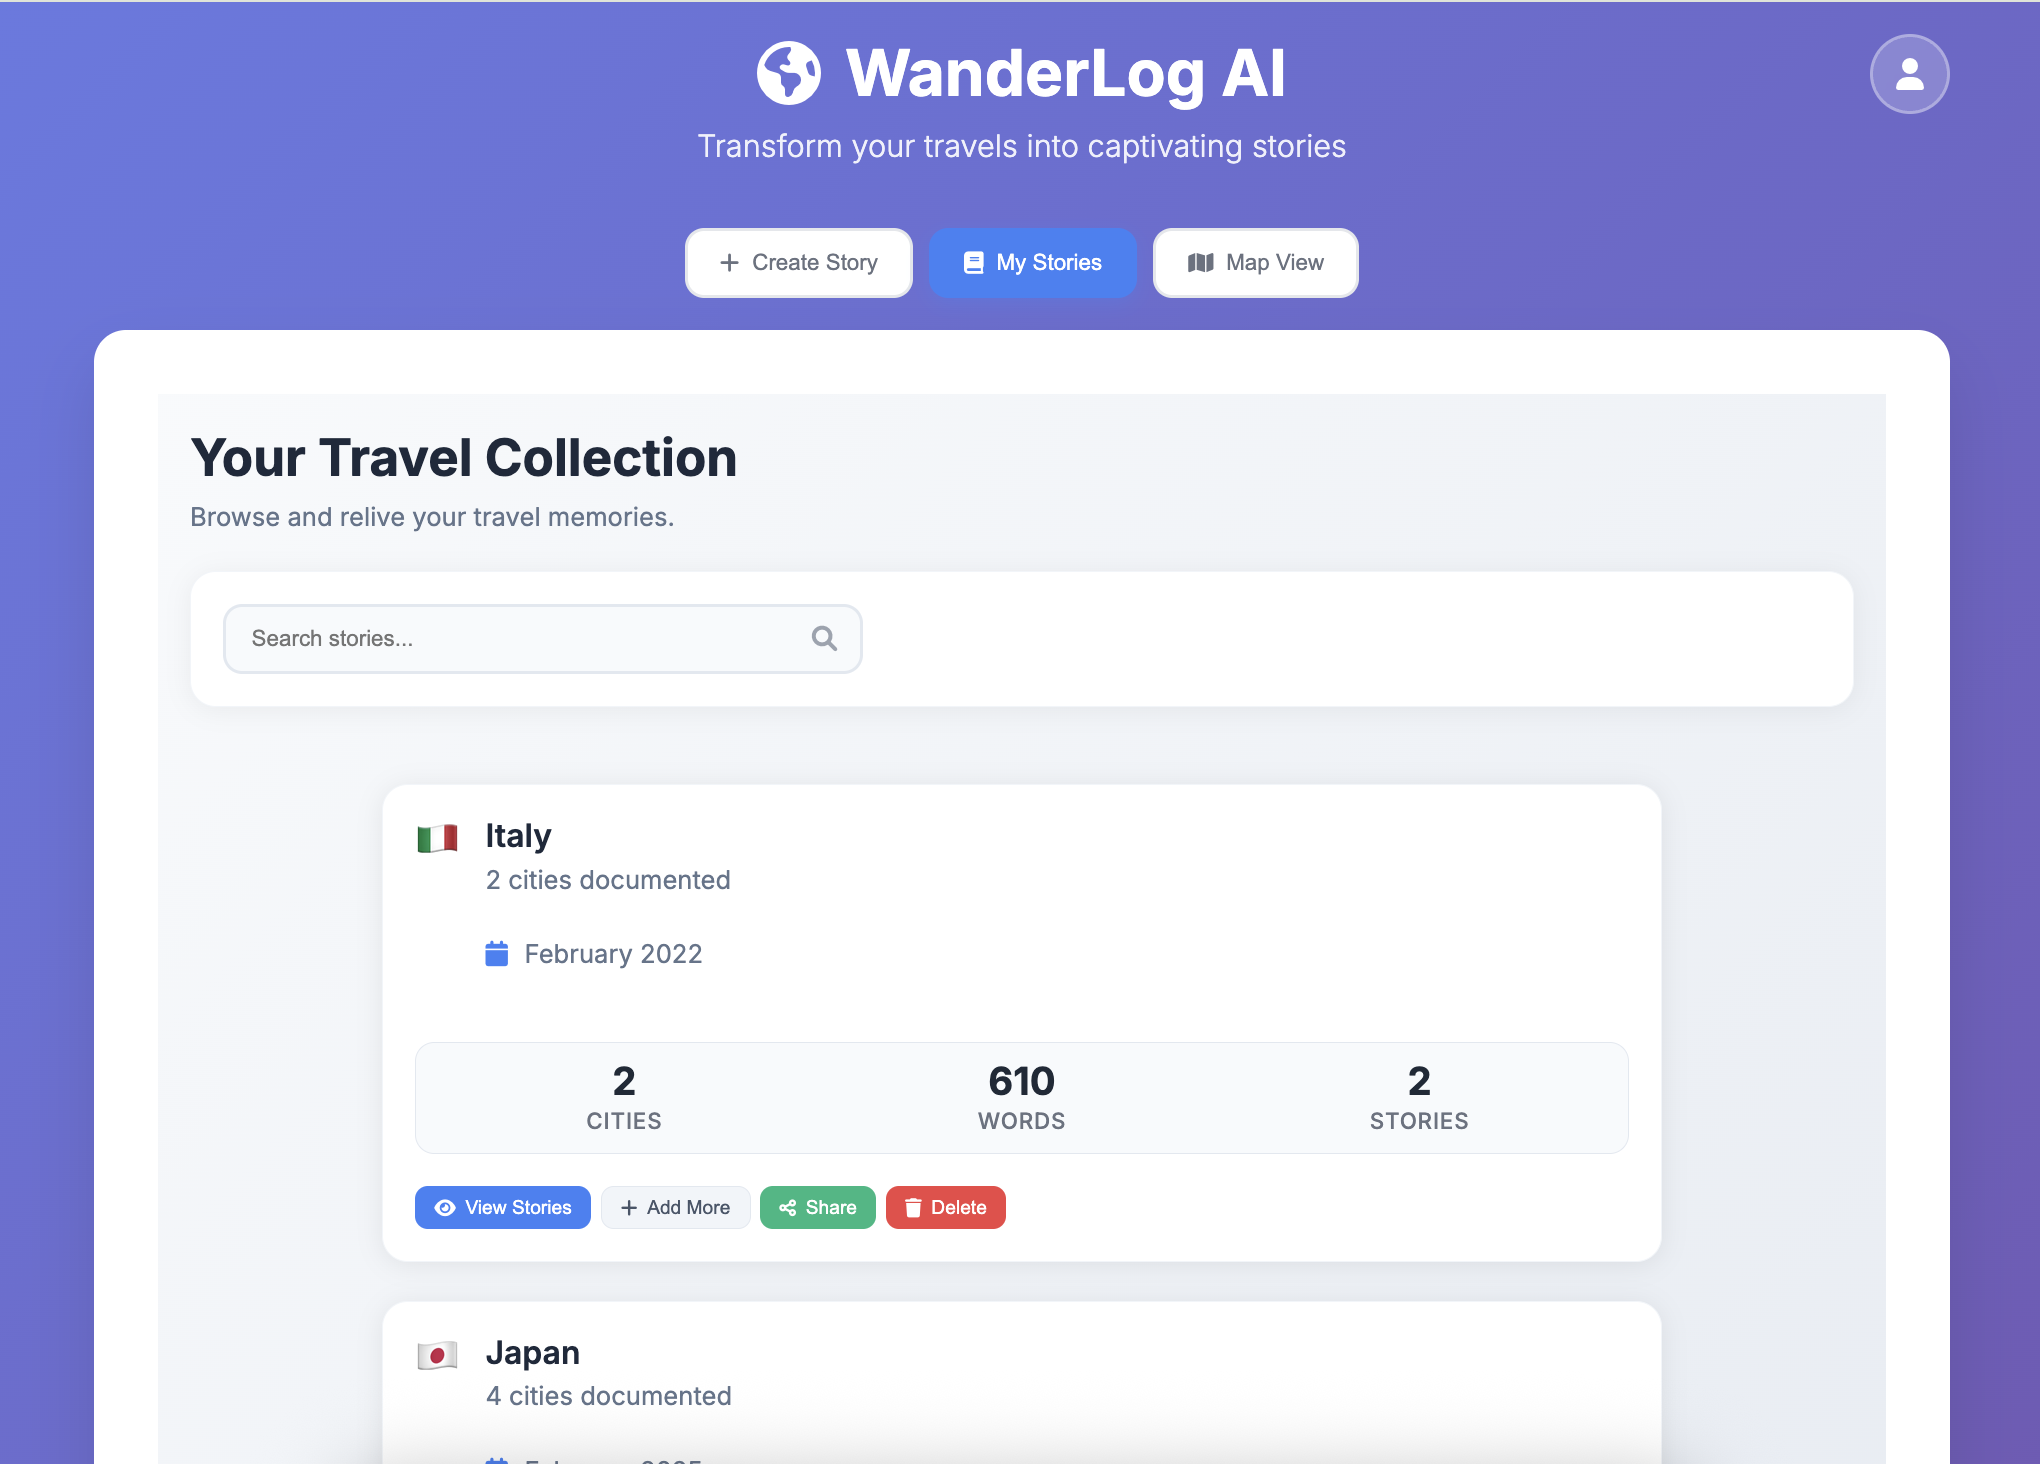 WanderLog AI
Transform your travels into captivating stories
Create Story
My Stories
Map View
Your Travel Collection
Browse and relive your travel memories.
Search stories...
Italy
2 cities documented
February 2022
2
CITIES
610
WORDS
2
STORIES
View Stories
Add More
Share
Delete
Japan
4 cities documented